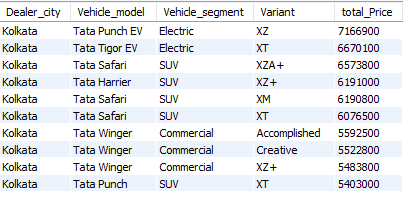 Dealer_city Vehicle_model Vehicle_segment Variant total_Price
Kolkata Tata Punch EV Electric XZ 7166900
Kolkata Tata Tigor EV Electric XT 6670100
Kolkata Tata Safari SUV XZA+ 6573800
Kolkata Tata Harrier SUV XZ+ 6191000
Kolkata Tata Safari SUV XM 6190800
Kolkata Tata Safari SUV XT 6076500
Kolkata Tata Winger Commercial Accomplished 5592500
Kolkata Tata Winger Commercial Creative 5522800
Kolkata Tata Winger Commercial XZ+ 5483800
Kolkata Tata Punch SUV XT 5403000